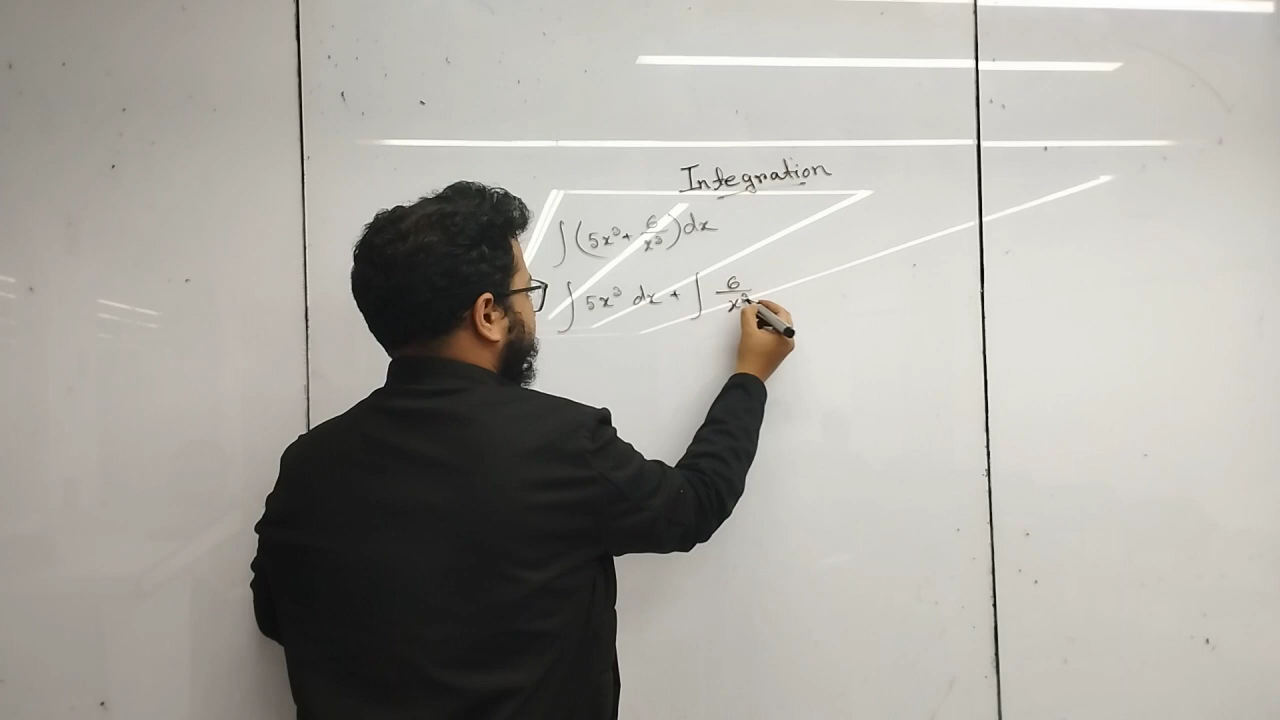 Integration
∫(5x³ + 6/x³)dx
∫ 5x³ dx + ∫ 6/x³